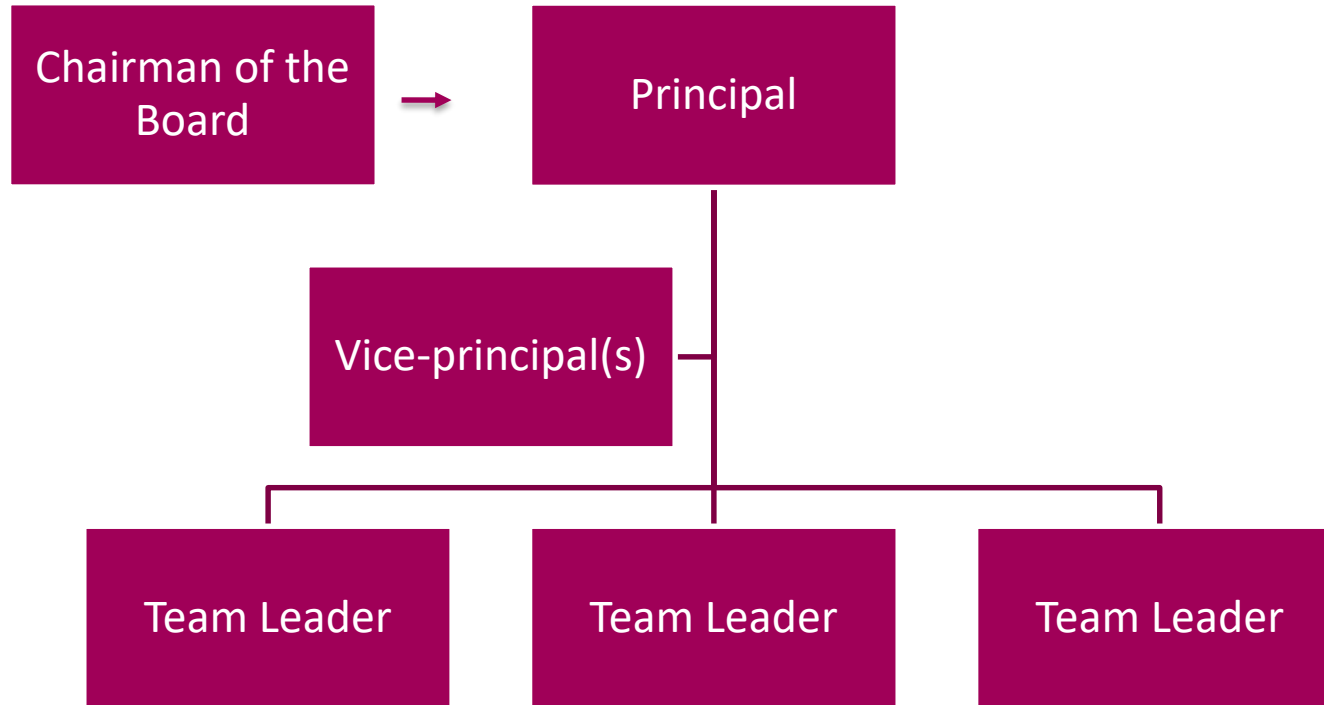 Chairman of the
Board
Principal
Vice-principal(s)
Team Leader
Team Leader
Team Leader